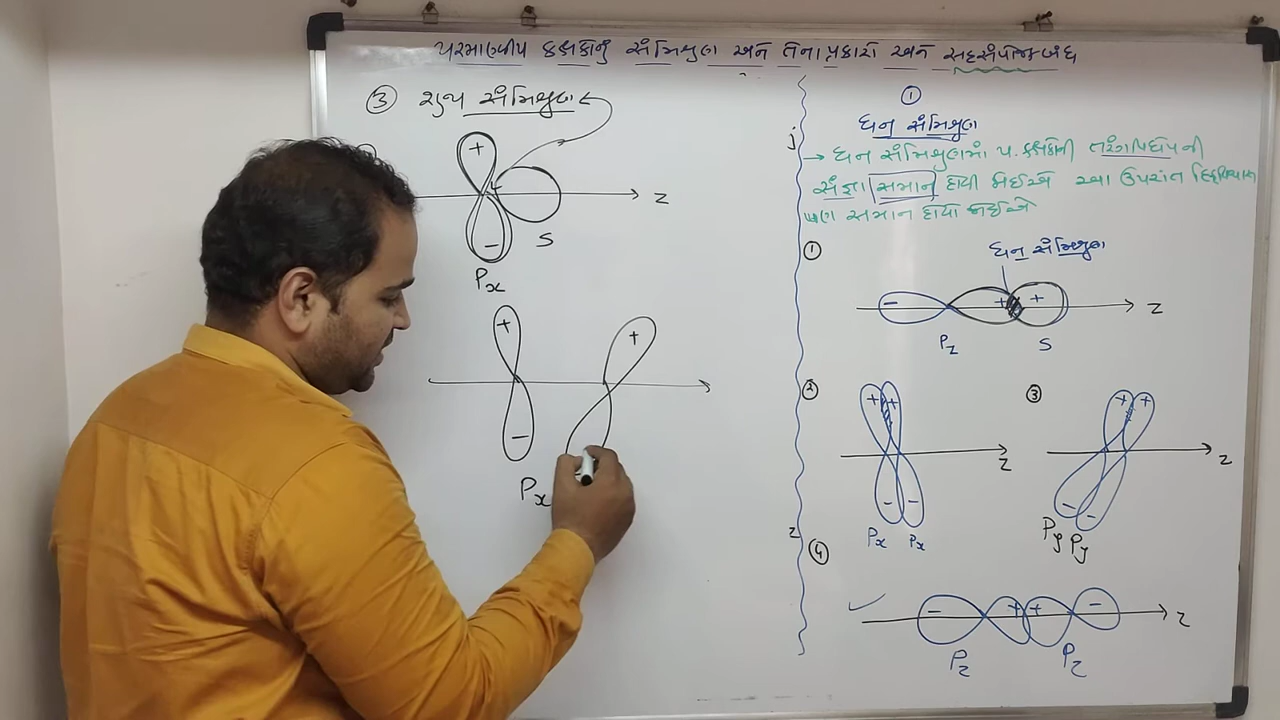 પરમાણ્વીય કક્ષકોનું સંમિશ્રણ અને તેના પ્રકારો અને સહસંયોજક બંધ
③ શૂન્ય સંમિશ્રણ
+
Z
−
S
Px
+ +
−
Px
①
ધન સંમિશ્રણ
→ ધન સંમિશ્રણમાં પ. કક્ષકોની તરંગવિધેયની
સંજ્ઞા સમાન હોવી જોઈએ આ ઉપરાંત
પણ સમાન હોવા જોઈએ
①
ધન સંમિશ્રણ
− + + Z
Pz S
②
+ +
Z
− −
Px Px
③
+ +
Z
− −
Py Py
④
− + + − Z
Pz Pz